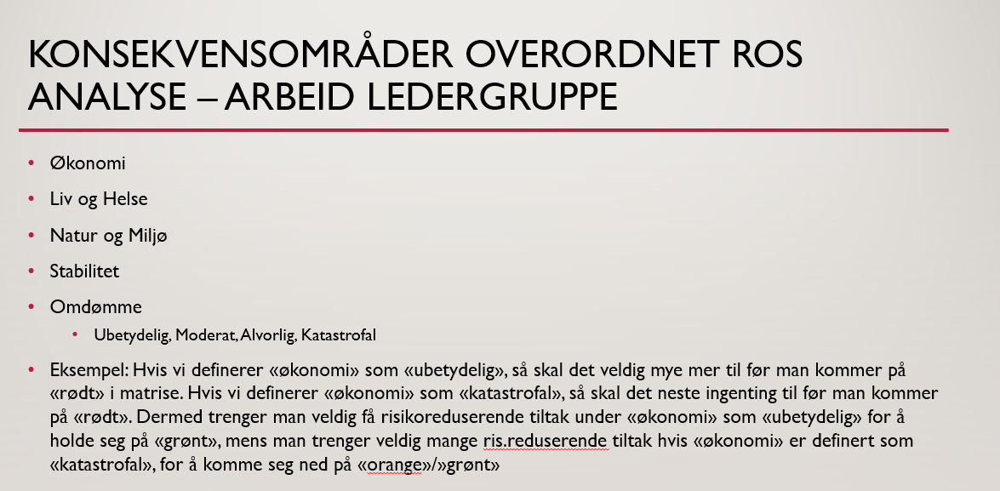 KONSEKVENSOMRÅDER OVERORDNET ROS
ANALYSE – ARBEID LEDERGRUPPE
• Økonomi
• Liv og Helse
• Natur og Miljø
• Stabilitet
• Omdømme
• Ubetydelig, Moderat, Alvorlig, Katastrofal
• Eksempel: Hvis vi definerer «økonomi» som «ubetydelig», så skal det veldig mye mer til før man kommer på
«rødt» i matrise. Hvis vi definerer «økonomi» som «katastrofal», så skal det neste ingenting til før man kommer
på «rødt». Dermed trenger man veldig få risikoreduserende tiltak under «økonomi» som «ubetydelig» for å
holde seg på «grønt», mens man trenger veldig mange ris.reduserende tiltak hvis «økonomi» er definert som
«katastrofal», for å komme seg ned på «orange»/»grønt»